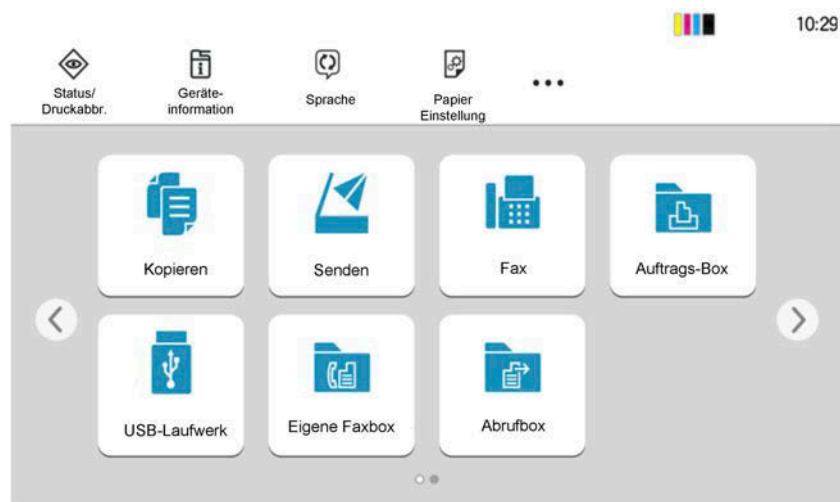 10:29
Status/
Druckabbr.
Geräte-
information
Sprache
Papier
Einstellung
Kopieren
Senden
Fax
Auftrags-Box
USB-Laufwerk
Eigene Faxbox
Abrufbox